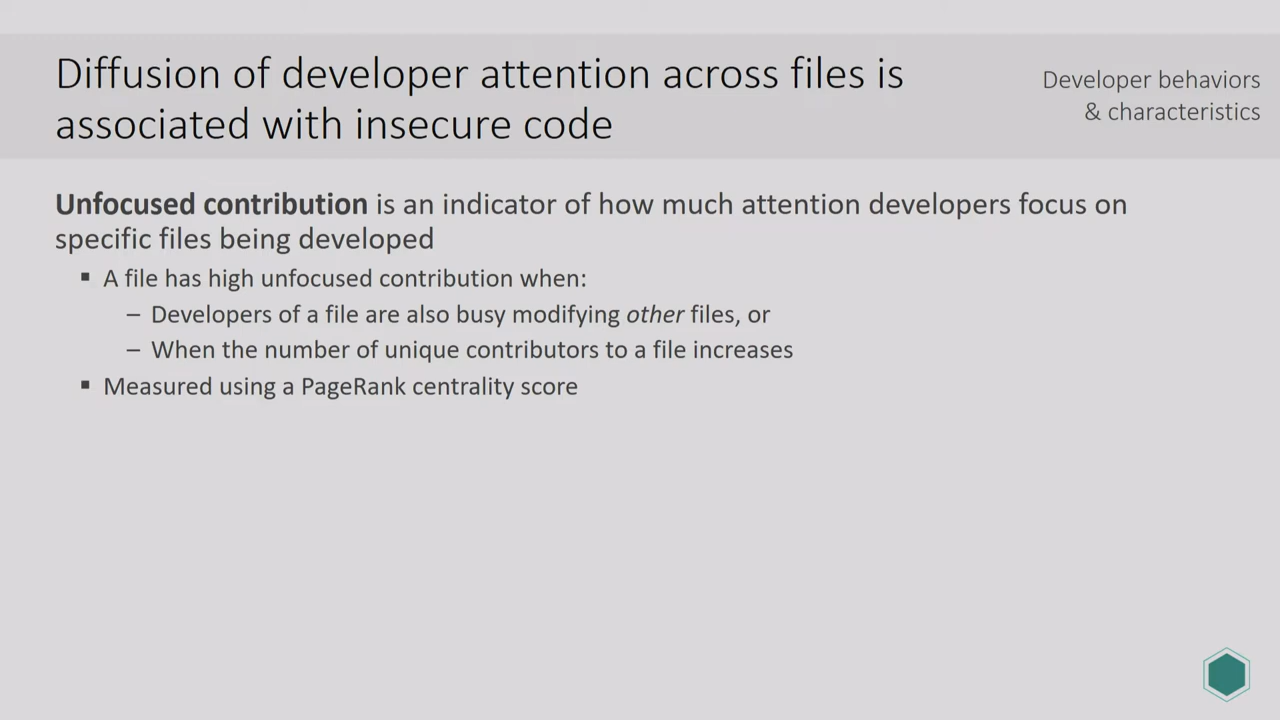 Diffusion of developer attention across files is
associated with insecure code
Developer behaviors
& characteristics
Unfocused contribution is an indicator of how much attention developers focus on
specific files being developed
▪ A file has high unfocused contribution when:
– Developers of a file are also busy modifying other files, or
– When the number of unique contributors to a file increases
▪ Measured using a PageRank centrality score